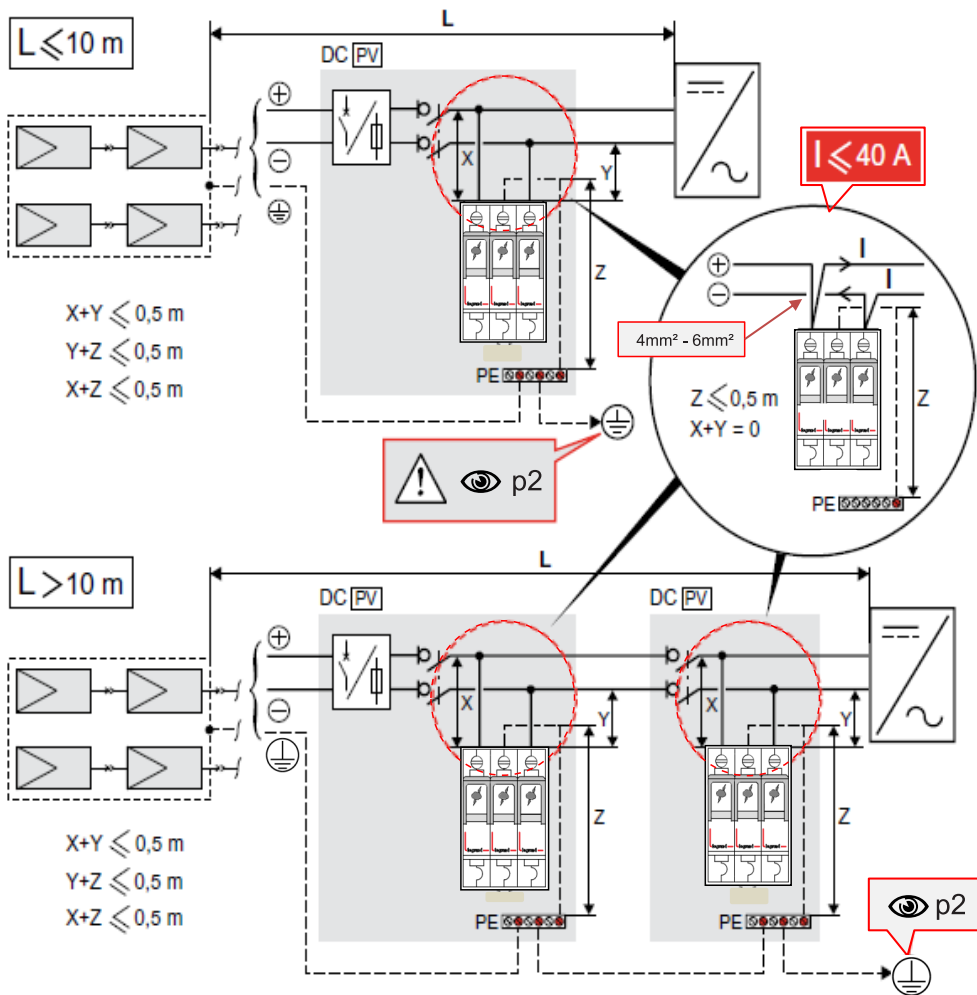 L ⩽ 10 m
L
DC PV
I ⩽ 40 A
X
Y
I
I
Z
4mm² - 6mm²
X+Y ⩽ 0,5 m
Y+Z ⩽ 0,5 m
X+Z ⩽ 0,5 m
PE
Z ⩽ 0,5 m
X+Y = 0
Z
PE
p2
L > 10 m
L
DC PV
DC PV
X
Y
X
Y
Z
Z
X+Y ⩽ 0,5 m
Y+Z ⩽ 0,5 m
X+Z ⩽ 0,5 m
PE
PE
p2